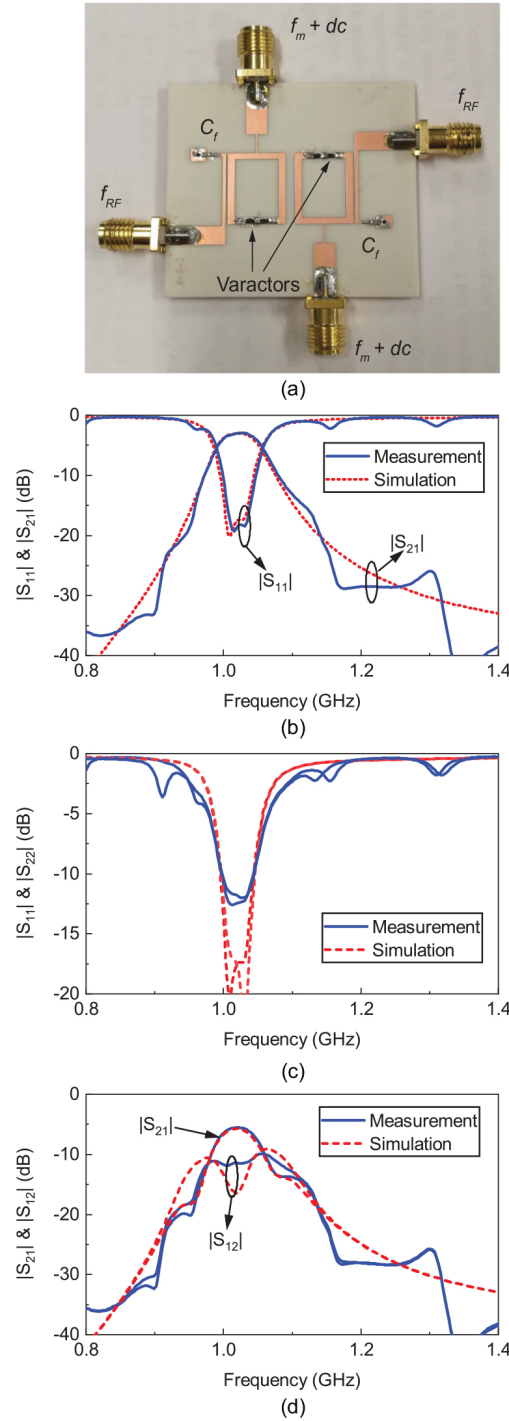 f_m + dc
f_RF
C_f
f_RF
C_f
Varactors
f_m + dc
(a)
|S11| & |S21| (dB)
0
-10
-20
-30
-40
Measurement
Simulation
|S11|
|S21|
0.8 1.0 1.2 1.4
Frequency (GHz)
(b)
|S11| & |S22| (dB)
0
-5
-10
-15
-20
Measurement
Simulation
0.8 1.0 1.2 1.4
Frequency (GHz)
(c)
|S21| & |S12| (dB)
0
-10
-20
-30
-40
|S21|
Measurement
Simulation
|S12|
0.8 1.0 1.2 1.4
Frequency (GHz)
(d)